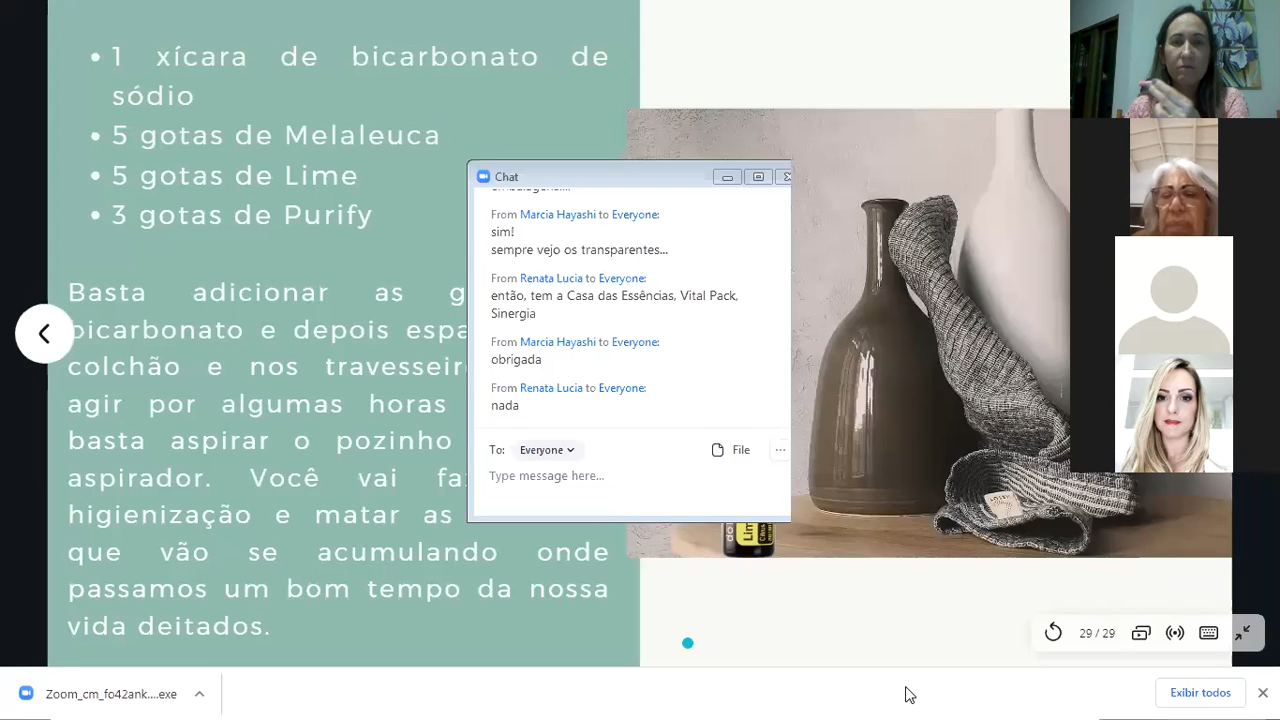 • 1 xícara de bicarbonato de
sódio
• 5 gotas de Melaleuca
• 5 gotas de Lime
• 3 gotas de Purify
Basta adicionar as g
bicarbonato e depois espa
colchão e nos travesseir
agir por algumas horas
basta aspirar o pozinho
aspirador. Você vai fa
higienização e matar as
que vão se acumulando onde
passamos um bom tempo da nossa
vida deitados.
Chat
From Marcia Hayashi to Everyone:
sim!
sempre vejo os transparentes...
From Renata Lucia to Everyone:
então, tem a Casa das Essências, Vital Pack,
Sinergia
From Marcia Hayashi to Everyone:
obrigada
From Renata Lucia to Everyone:
nada
To: Everyone
File
...
Type message here...
Lim
29 / 29
Zoom_cm_fo42ank....exe
Exibir todos